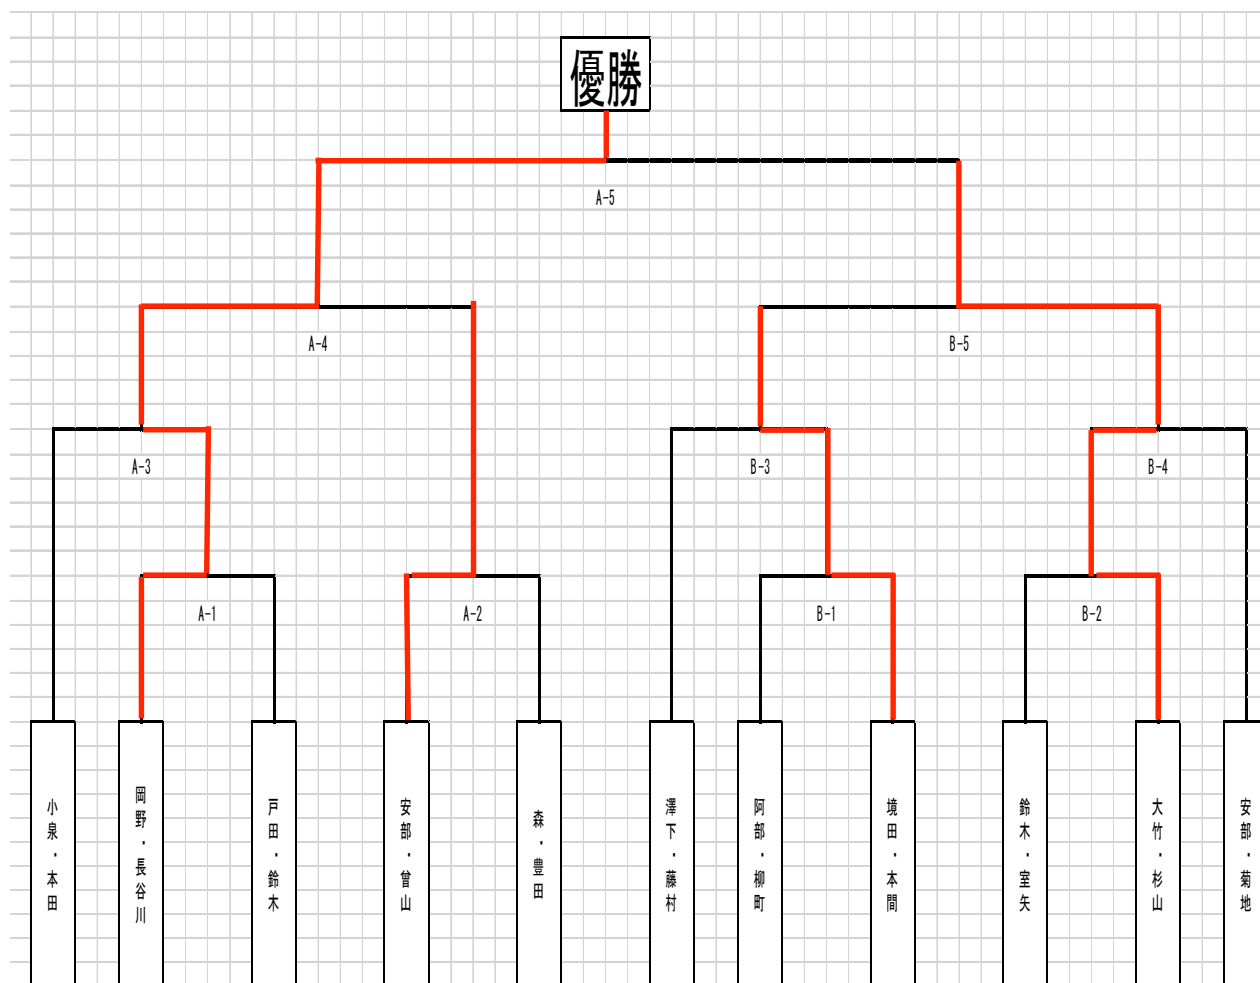 優勝
A-5
A-4
B-5
A-3
B-3
B-4
A-1
A-2
B-1
B-2
小泉・本田
岡野・長谷川
戸田・鈴木
安部・曾山
森・豊田
澤下・藤村
阿部・柳町
境田・本間
鈴木・室矢
大竹・杉山
安部・菊地